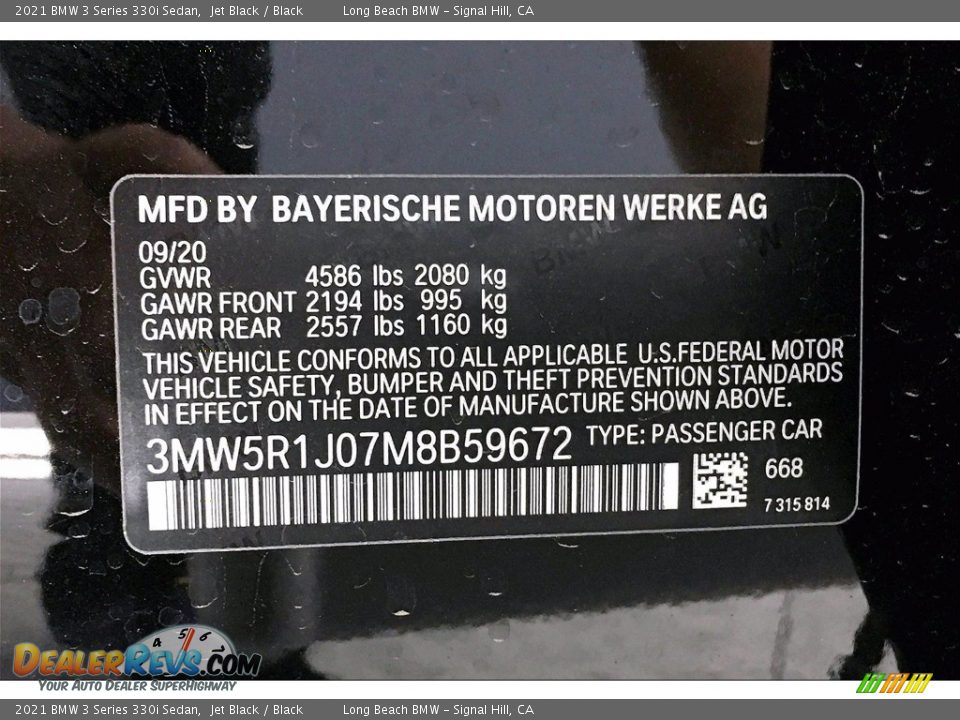 2021 BMW 3 Series 330i Sedan, Jet Black / Black Long Beach BMW - Signal Hill, CA
MFD BY BAYERISCHE MOTOREN WERKE AG
09/20
GVWR 4586 lbs 2080 kg
GAWR FRONT 2194 lbs 995 kg
GAWR REAR 2557 lbs 1160 kg
THIS VEHICLE CONFORMS TO ALL APPLICABLE U.S.FEDERAL MOTOR
VEHICLE SAFETY, BUMPER AND THEFT PREVENTION STANDARDS
IN EFFECT ON THE DATE OF MANUFACTURE SHOWN ABOVE.
3MW5R1J07M8B59672 TYPE: PASSENGER CAR
668
7 315 814
4 5 6
DEALERREVS.COM
YOUR AUTO DEALER SUPERHIGHWAY
2021 BMW 3 Series 330i Sedan, Jet Black / Black Long Beach BMW - Signal Hill, CA